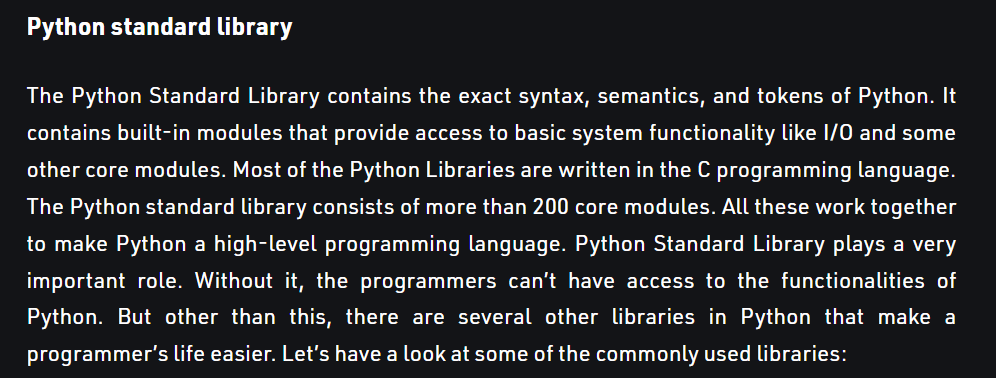 Python standard library
The Python Standard Library contains the exact syntax, semantics, and tokens of Python. It
contains built-in modules that provide access to basic system functionality like I/O and some
other core modules. Most of the Python Libraries are written in the C programming language.
The Python standard library consists of more than 200 core modules. All these work together
to make Python a high-level programming language. Python Standard Library plays a very
important role. Without it, the programmers can't have access to the functionalities of
Python. But other than this, there are several other libraries in Python that make a
programmer's life easier. Let's have a look at some of the commonly used libraries: